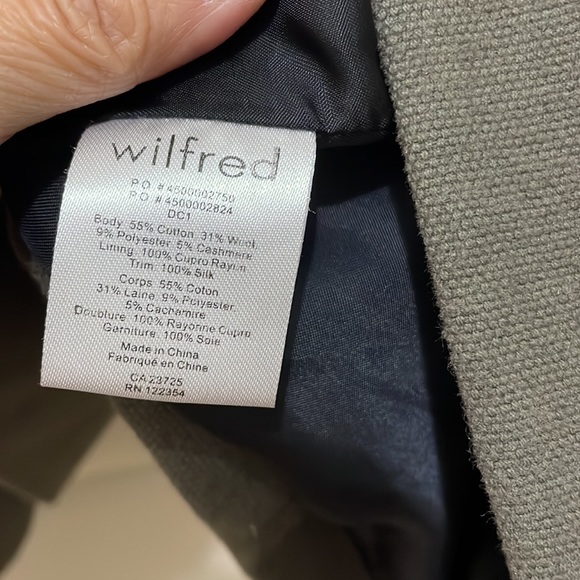 wilfred
PO #4500002750
PO #4500002824
DC1
Body: 55% Cotton, 31% Wool,
9% Polyester, 5% Cashmere
Lining: 100% Cupro Rayon
Trim: 100% Silk
Corps: 55% Coton
31% Laine, 9% Polyester,
5% Cachemire
Doublure: 100% Rayonne Cupro
Garniture: 100% Soie
Made in China
Fabriqué en Chine
CA 23725
RN 122354